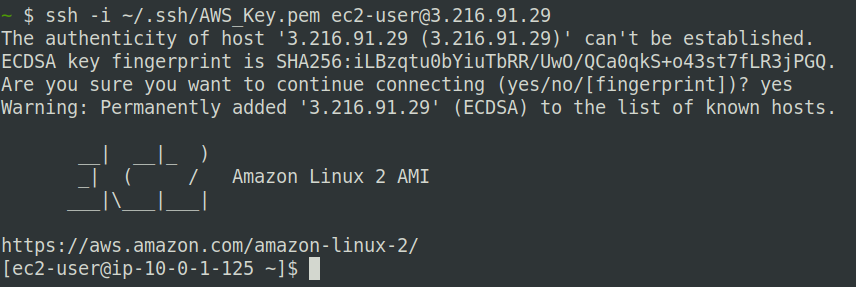 ~ $ ssh -i ~/.ssh/AWS_Key.pem ec2-user@3.216.91.29
The authenticity of host '3.216.91.29 (3.216.91.29)' can't be established.
ECDSA key fingerprint is SHA256:iLBzqtu0bYiuTbRR/UwO/QCa0qkS+o43st7fLR3jPGQ.
Are you sure you want to continue connecting (yes/no/[fingerprint])? yes
Warning: Permanently added '3.216.91.29' (ECDSA) to the list of known hosts.
       __|  __|_  )
       _|  (     /   Amazon Linux 2 AMI
      ___|\___|___|
https://aws.amazon.com/amazon-linux-2/
[ec2-user@ip-10-0-1-125 ~]$